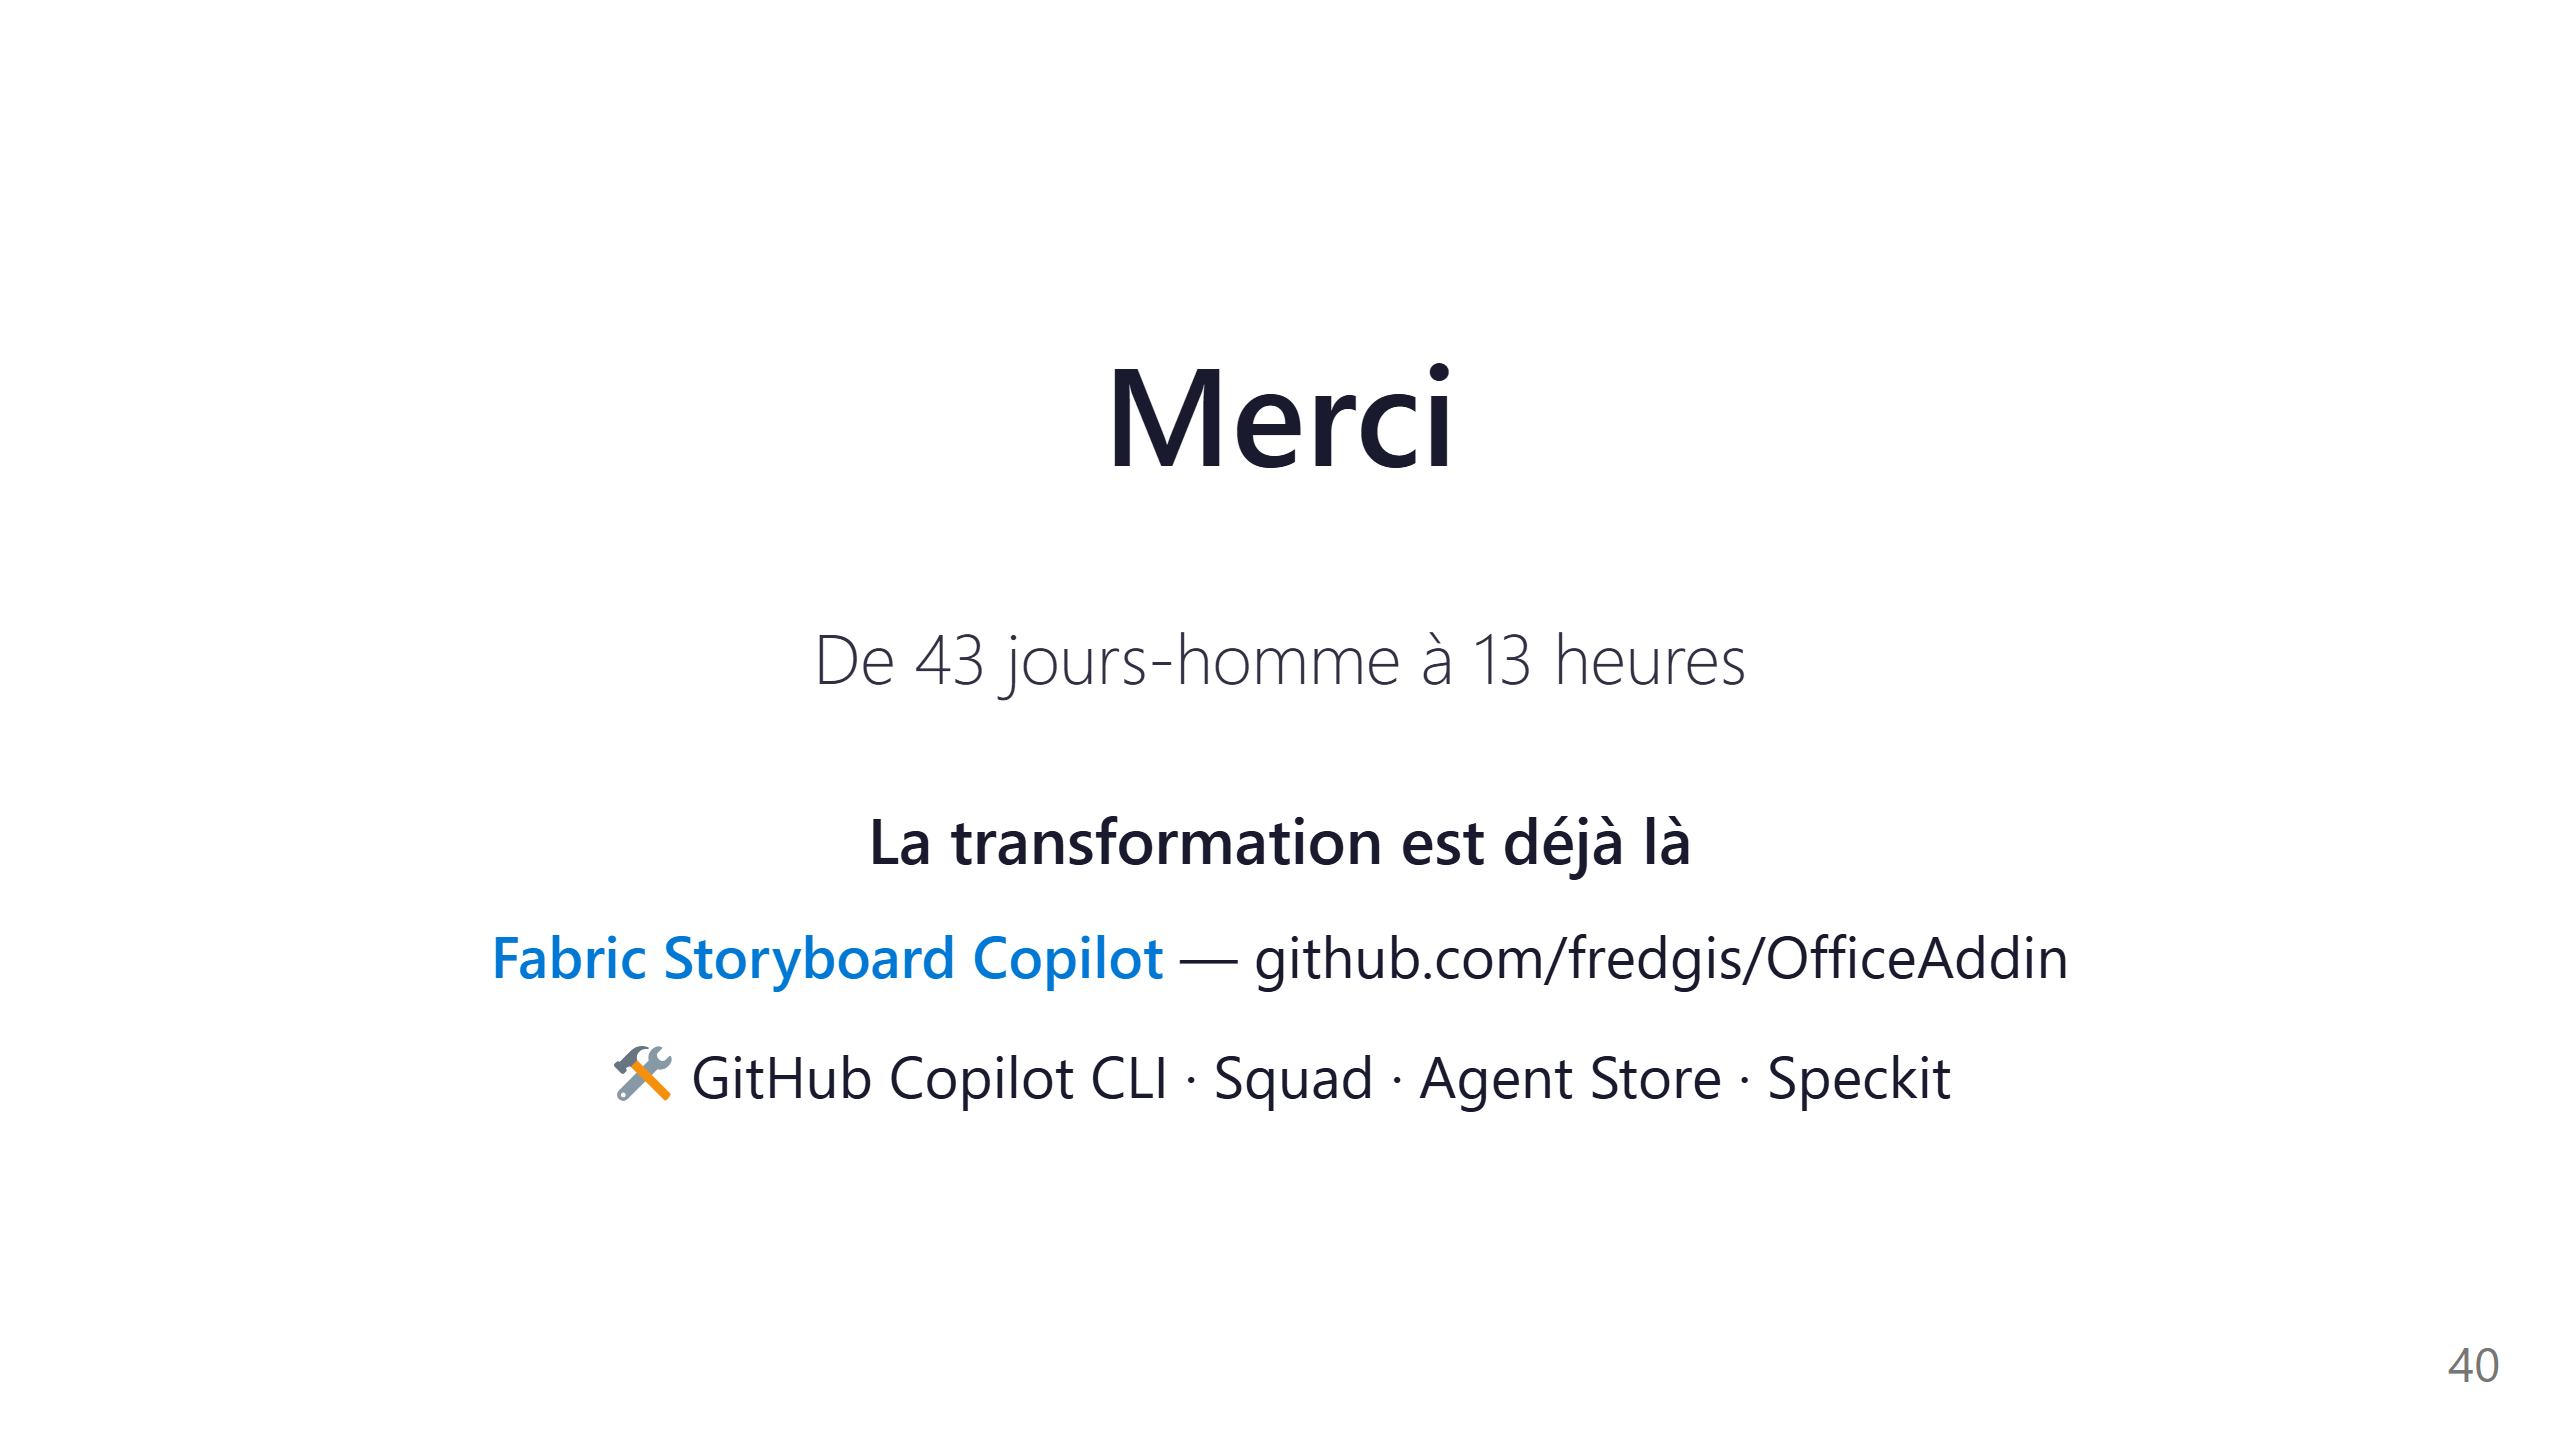 Merci
De 43 jours-homme à 13 heures
La transformation est déjà là
Fabric Storyboard Copilot — github.com/fredgis/OfficeAddin
🛠️ GitHub Copilot CLI · Squad · Agent Store · Speckit
40